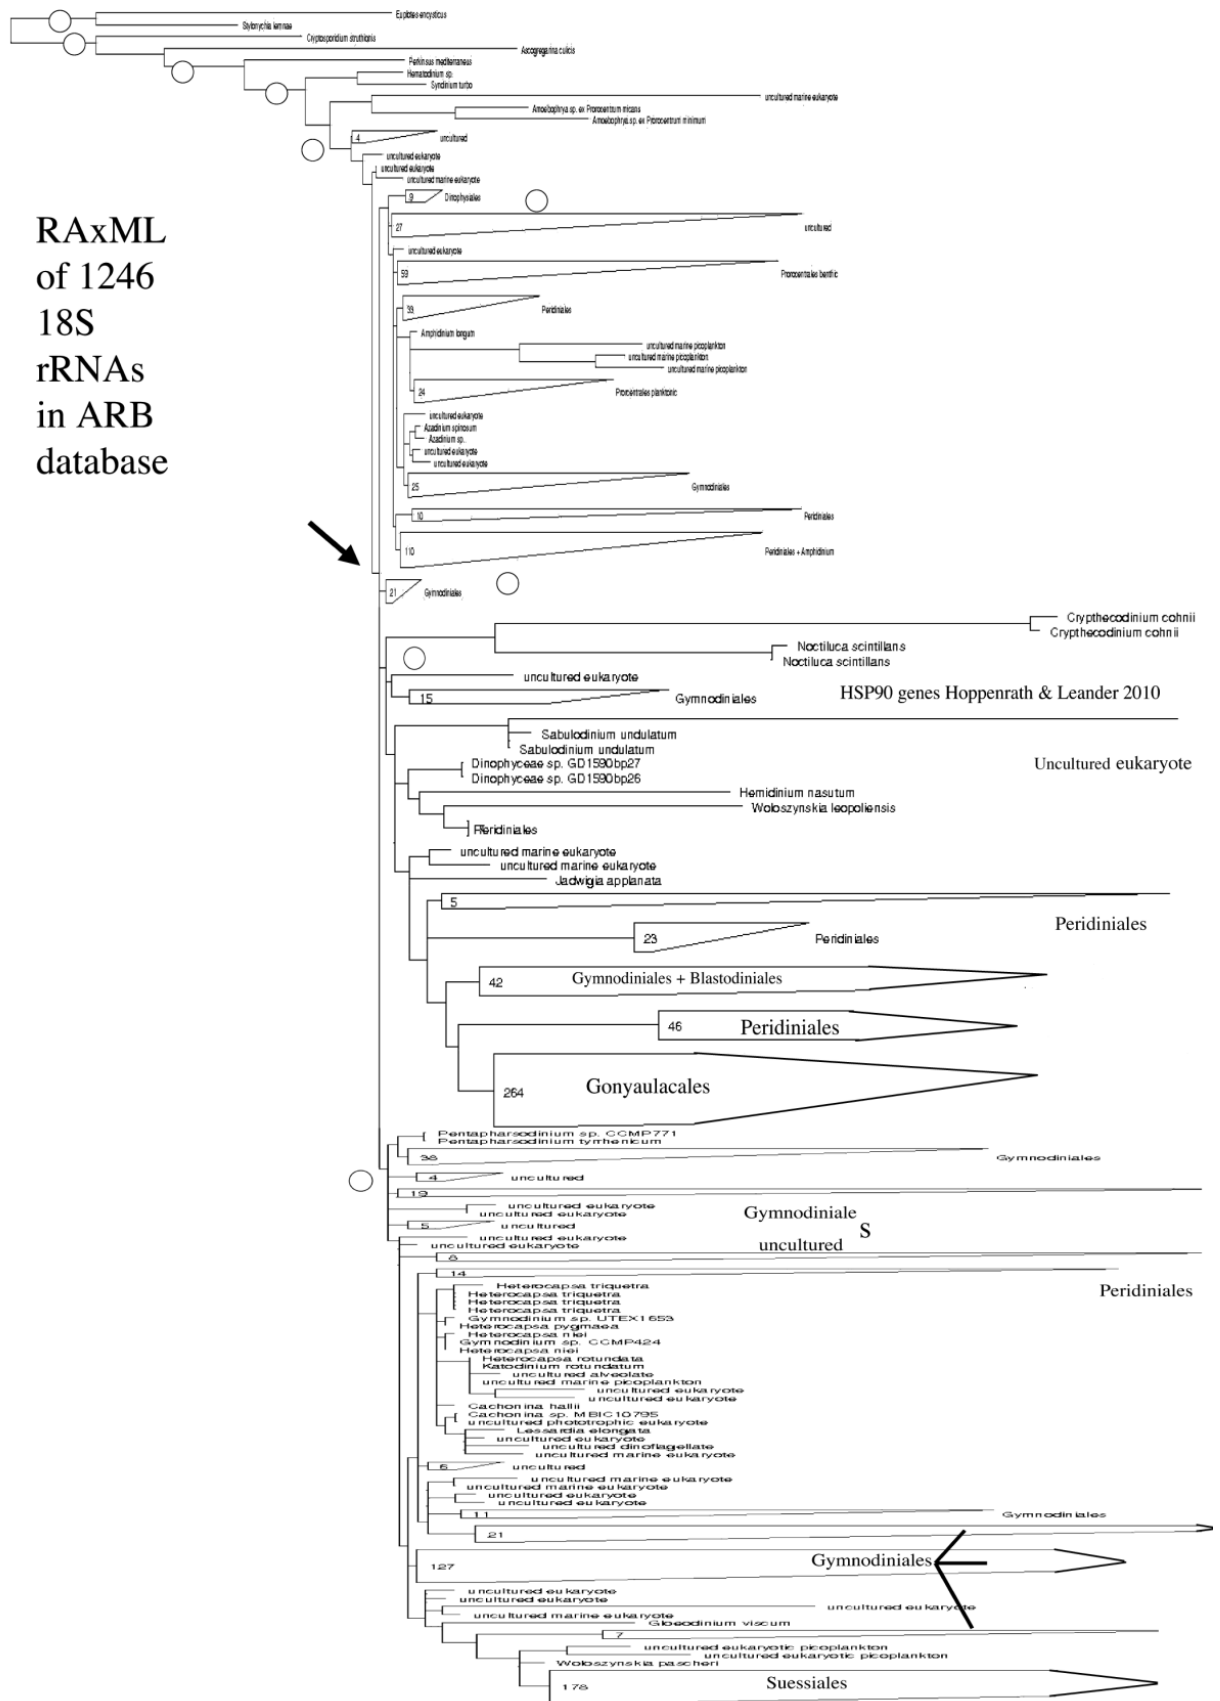 Euplotes encysticus
Stylonychia lemnae
Cryptosporidium struthionis
Ascogregarina culicis
Perkinsus mediterraneus
Hematodinium sp.
Syndinium turbo
uncultured marine eukaryote
Amoebophrya sp. ex Prorocentrum micans
Amoebophrya sp. ex Prorocentrum minimum
4
uncultured
uncultured eukaryote
uncultured eukaryote
uncultured marine eukaryote
9
Dinophysiales
RAxML
of 1246
18S
rRNAs
in ARB
database
27
uncultured
uncultured eukaryote
59
Prorocentrales benthic
39
Peridiniales
Amphidinium longum
uncultured marine picoplankton
uncultured marine picoplankton
uncultured marine picoplankton
24
Prorocentrales planktonic
uncultured eukaryote
Azadinium spinosum
Azadinium sp.
uncultured eukaryote
uncultured eukaryote
25
Gymnodiniales
10
Peridiniales
110
Peridiniales + Amphidinium
21
Gymnodiniales
Crypthecodinium cohnii
Crypthecodinium cohnii
Noctiluca scintillans
Noctiluca scintillans
uncultured eukaryote
15
Gymnodiniales
HSP90 genes Hoppenrath & Leander 2010
Sabulodinium undulatum
Sabulodinium undulatum
Uncultured eukaryote
Dinophyceae sp. GD1590bp27
Dinophyceae sp. GD1590bp26
Hemidinium nasutum
Woloszynskia leopoliensis
Peridiniales
uncultured marine eukaryote
uncultured marine eukaryote
Jadwigia applanata
5
Peridiniales
23
Peridiniales
42
Gymnodiniales + Blastodiniales
46
Peridiniales
264
Gonyaulacales
Pentapharsodinium sp. CCMP771
Pentapharsodinium tyrrhenicum
36
Gymnodiniales
4
uncultured
19
uncultured eukaryote
uncultured eukaryote
Gymnodiniale
S
5
uncultured
uncultured eukaryote
uncultured eukaryote
uncultured
8
14
Peridiniales
Heterocapsa triquetra
Heterocapsa triquetra
Heterocapsa triquetra
Heterocapsa triquetra
Gymnodinium sp. UTEX1653
Heterocapsa pygmaea
Heterocapsa niei
Gymnodinium sp. CCMP424
Heterocapsa niei
Heterocapsa rotundata
Katodinium rotundatum
uncultured alveolate
uncultured marine picoplankton
uncultured eukaryote
uncultured eukaryote
Cachonina hallii
Cachonina sp. MBIC10795
uncultured phototrophic eukaryote
Lessardia elongata
uncultured eukaryote
uncultured dinoflagellate
uncultured marine eukaryote
6
uncultured
uncultured marine eukaryote
uncultured marine eukaryote
uncultured eukaryote
uncultured eukaryote
11
Gymnodiniales
21
127
Gymnodiniales
uncultured eukaryote
uncultured eukaryote
uncultured eukaryote
uncultured marine eukaryote
Gloeodinium viscum
7
uncultured eukaryotic picoplankton
uncultured eukaryotic picoplankton
Woloszynskia pascheri
178
Suessiales